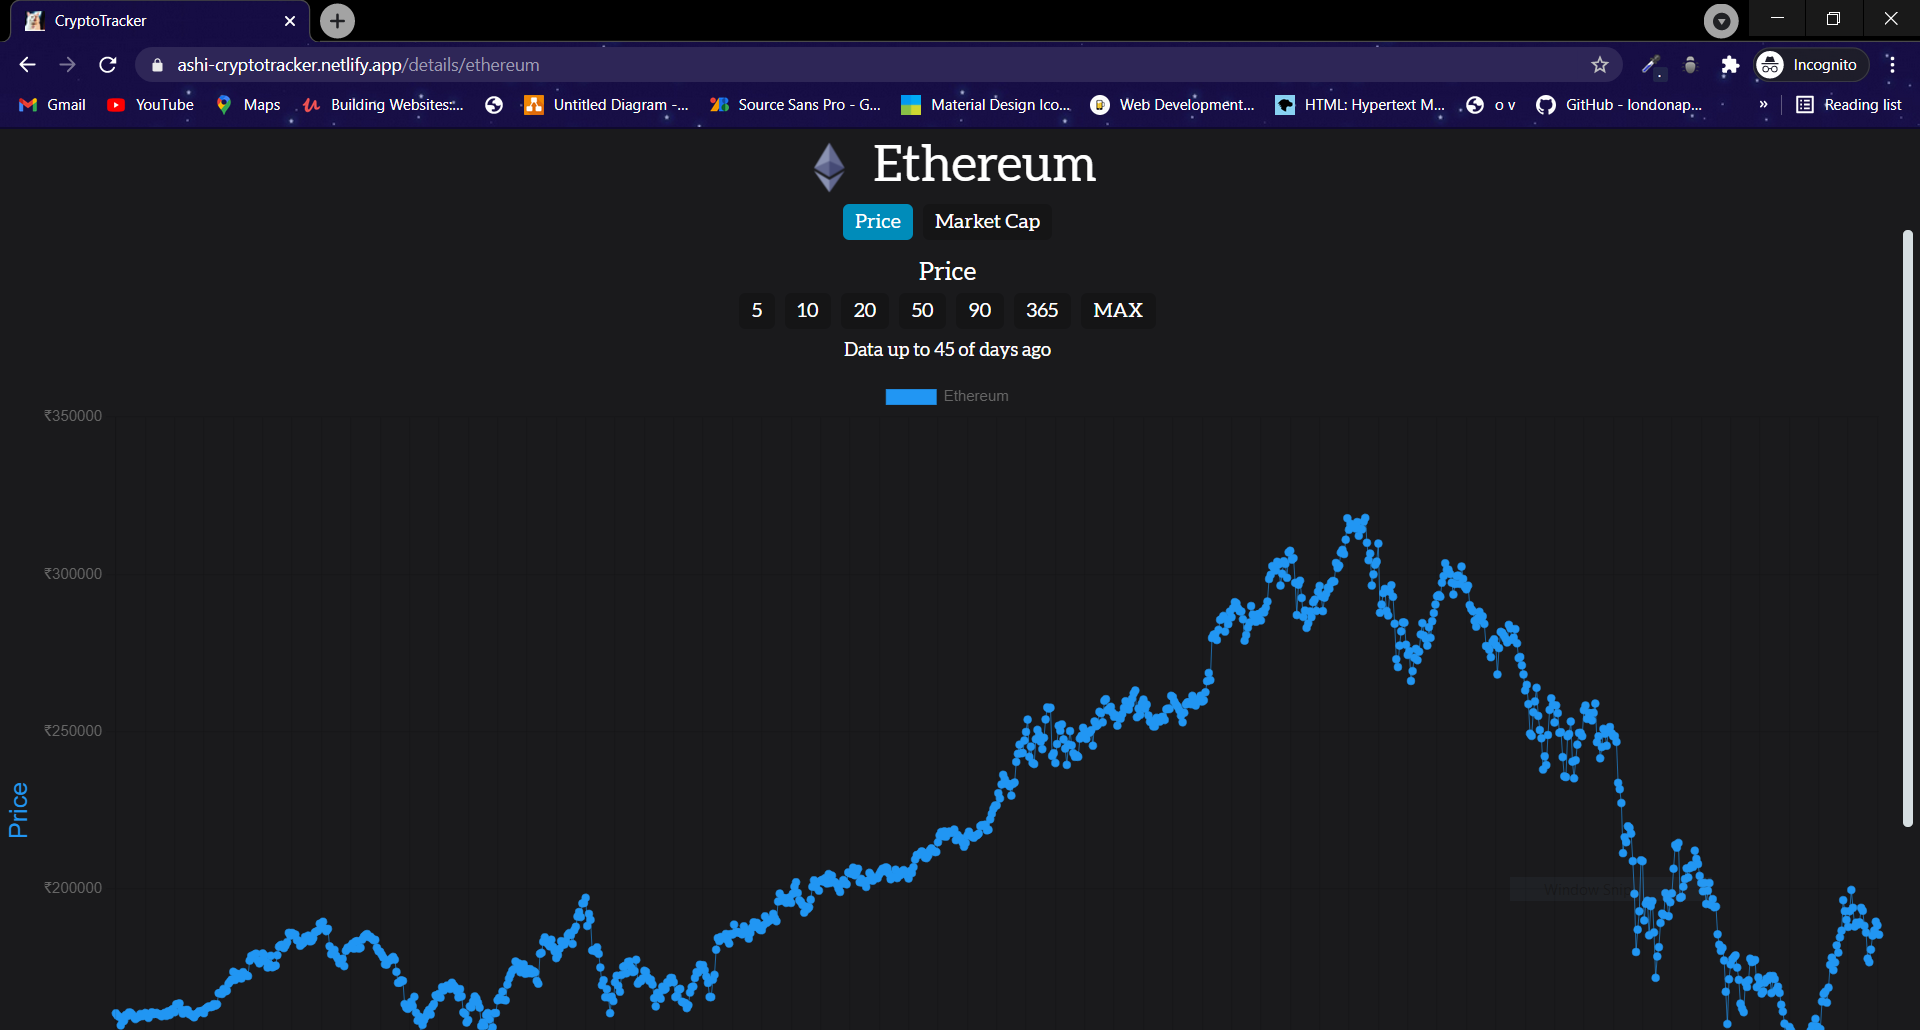 CryptoTracker
ashi-cryptotracker.netlify.app/details/ethereum
Incognito
Gmail YouTube Maps Building Websites:... Untitled Diagram -... Source Sans Pro - G... Material Design Ico... Web Development... HTML: Hypertext M... o v GitHub - londonap... » Reading list
Ethereum
Price Market Cap
Price
5 10 20 50 90 365 MAX
Data up to 45 of days ago
Ethereum
₹350000
₹300000
₹250000
₹200000
Price